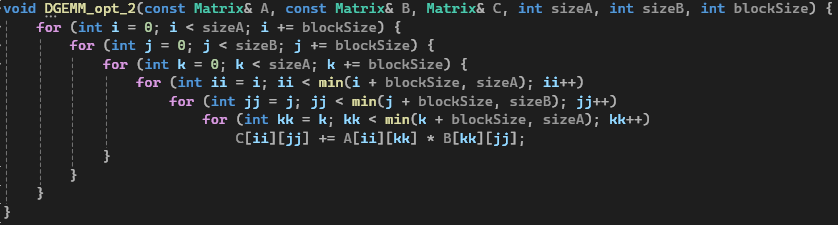 void DGEMM_opt_2(const Matrix& A, const Matrix& B, Matrix& C, int sizeA, int sizeB, int blockSize) {
    for (int i = 0; i < sizeA; i += blockSize) {
        for (int j = 0; j < sizeB; j += blockSize) {
            for (int k = 0; k < sizeA; k += blockSize) {
                for (int ii = i; ii < min(i + blockSize, sizeA); ii++)
                    for (int jj = j; jj < min(j + blockSize, sizeB); jj++)
                        for (int kk = k; kk < min(k + blockSize, sizeA); kk++)
                            C[ii][jj] += A[ii][kk] * B[kk][jj];
            }
        }
    }
}